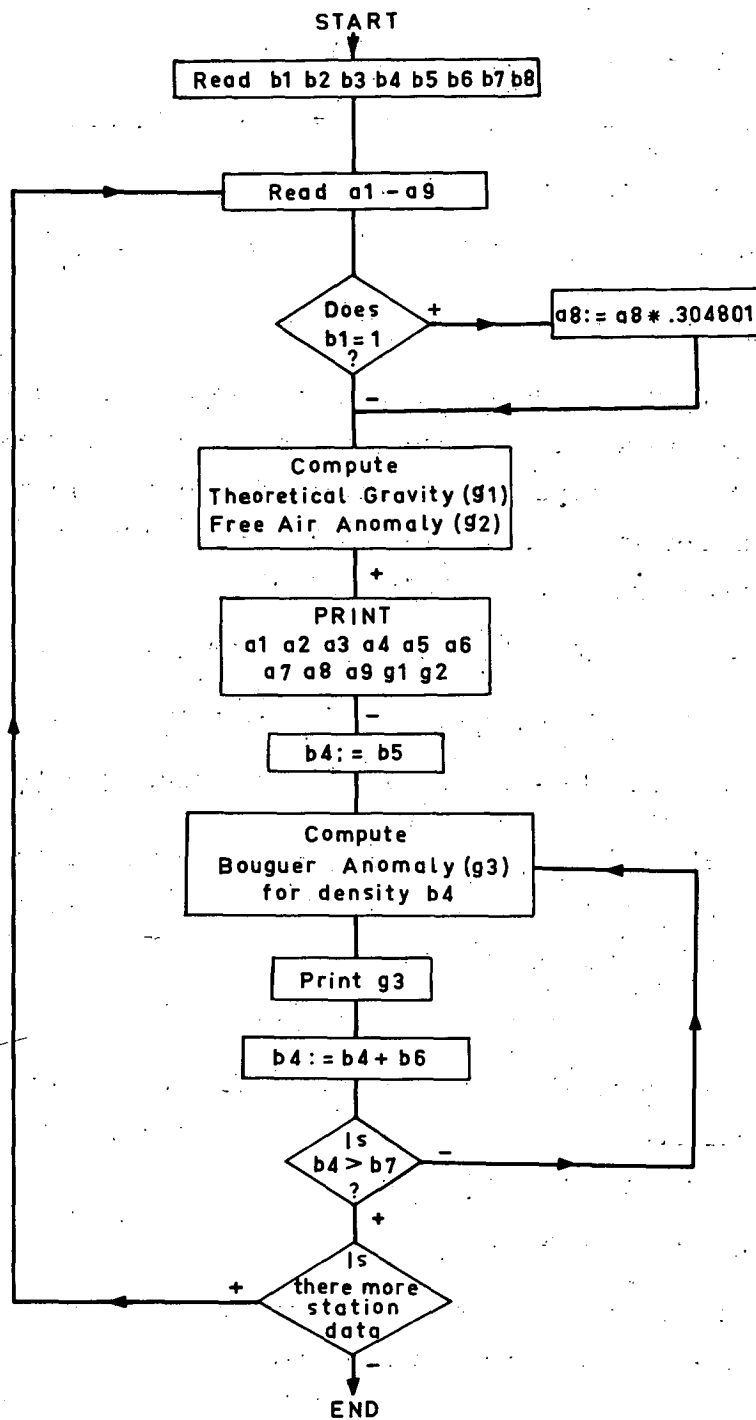 START
Read b1 b2 b3 b4 b5 b6 b7 b8
Read a1 - a9
Does
b1 = 1
?
+
a8:= a8 * .304801
-
Compute
Theoretical Gravity (g1)
Free Air Anomaly (g2)
+
PRINT
a1 a2 a3 a4 a5 a6
a7 a8 a9 g1 g2
-
b4:= b5
Compute
Bouguer Anomaly (g3)
for density b4
Print g3
b4:= b4 + b6
Is
b4 > b7
?
-
+
Is
there more
station
data
+
-
END